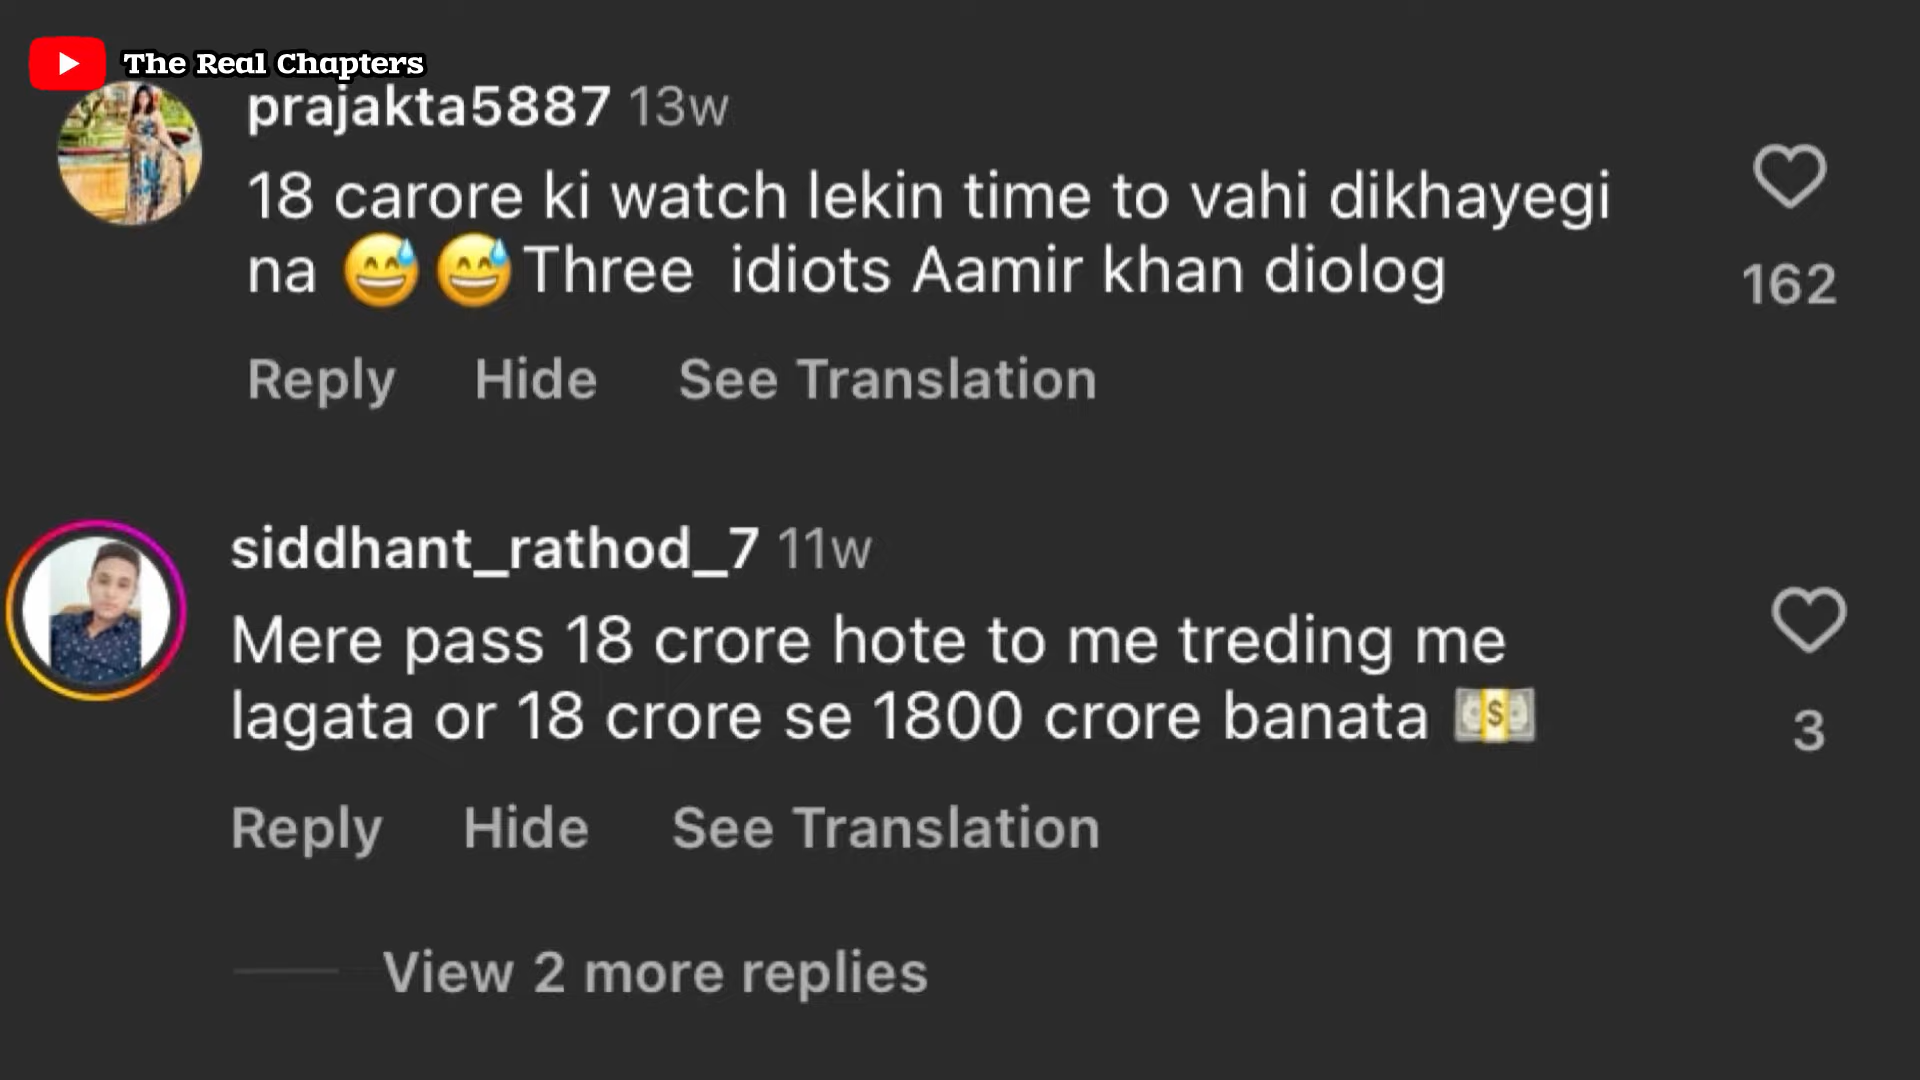 The Real Chapters
prajakta5887 13w
18 carore ki watch lekin time to vahi dikhayegi
na 😅😅Three idiots Aamir khan diolog
162
Reply Hide See Translation
siddhant_rathod_7 11w
Mere pass 18 crore hote to me treding me
lagata or 18 crore se 1800 crore banata 💵
3
Reply Hide See Translation
View 2 more replies